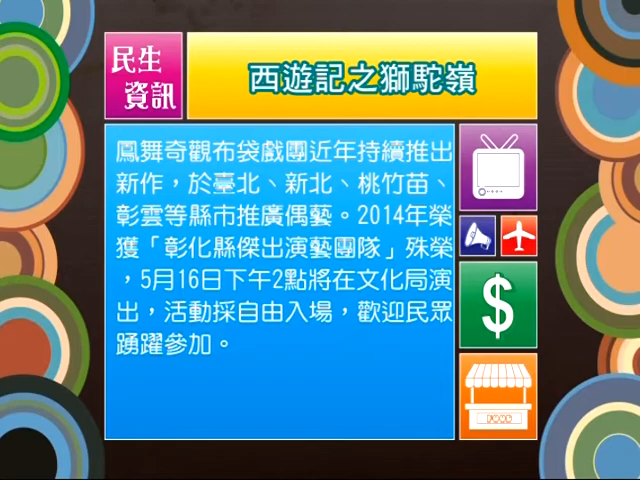 民生
資訊
西遊記之獅駝嶺
鳳舞奇觀布袋戲團近年持續推出
新作，於臺北、新北、桃竹苗、
彰雲等縣市推廣偶藝。2014年榮
獲「彰化縣傑出演藝團隊」殊榮
，5月16日下午2點將在文化局演
出，活動採自由入場，歡迎民眾
踴躍參加。
$
FOOD